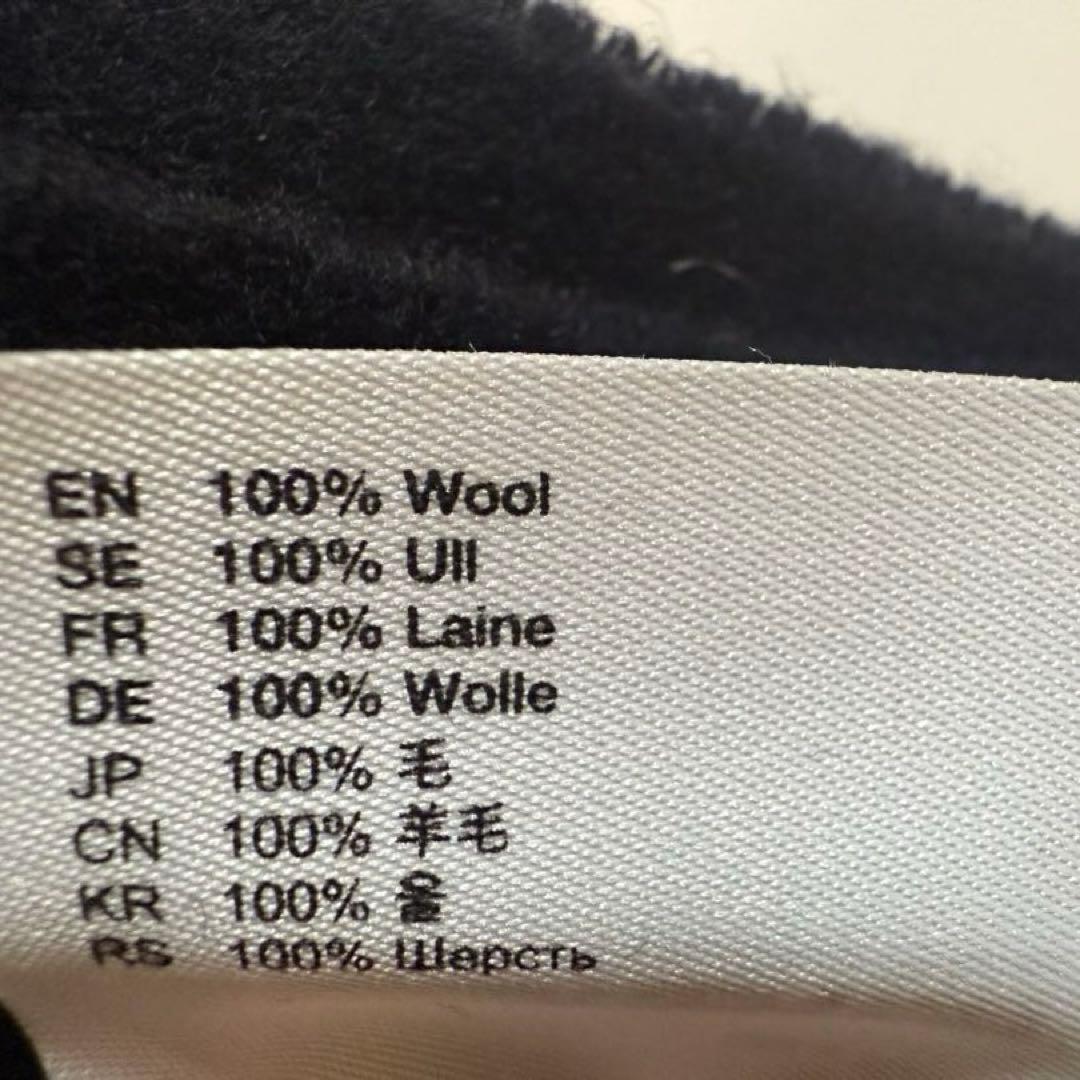 EN 100% Wool
SE 100% Ull
FR 100% Laine
DE 100% Wolle
JP 100% 毛
CN 100% 羊毛
KR 100% 울
RS 100% Шерсть